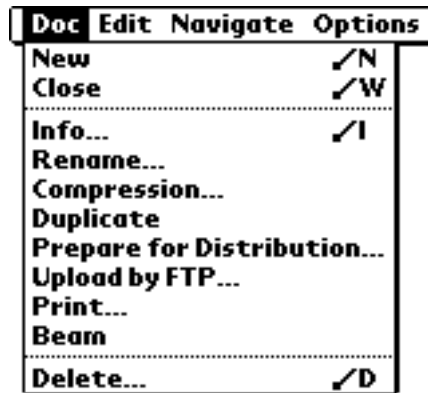 Doc Edit Navigate Options
New ✓N
Close ✓W
Info... ✓I
Rename...
Compression...
Duplicate
Prepare for Distribution...
Upload by FTP...
Print...
Beam
Delete... ✓D